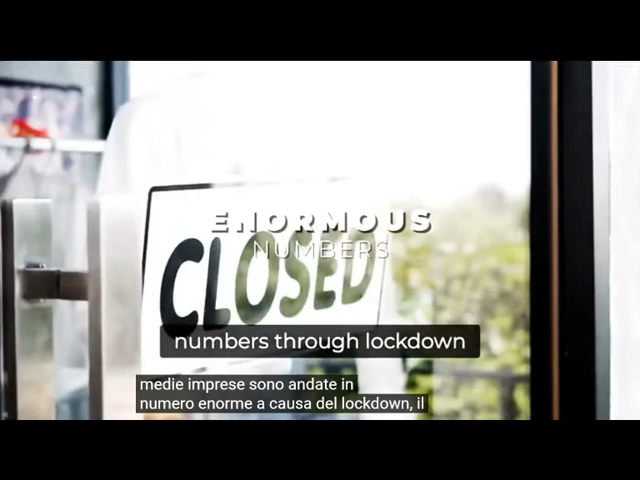 ENORMOUS
NUMBERS
CLOSED
numbers through lockdown
medie imprese sono andate in
numero enorme a causa del lockdown, il